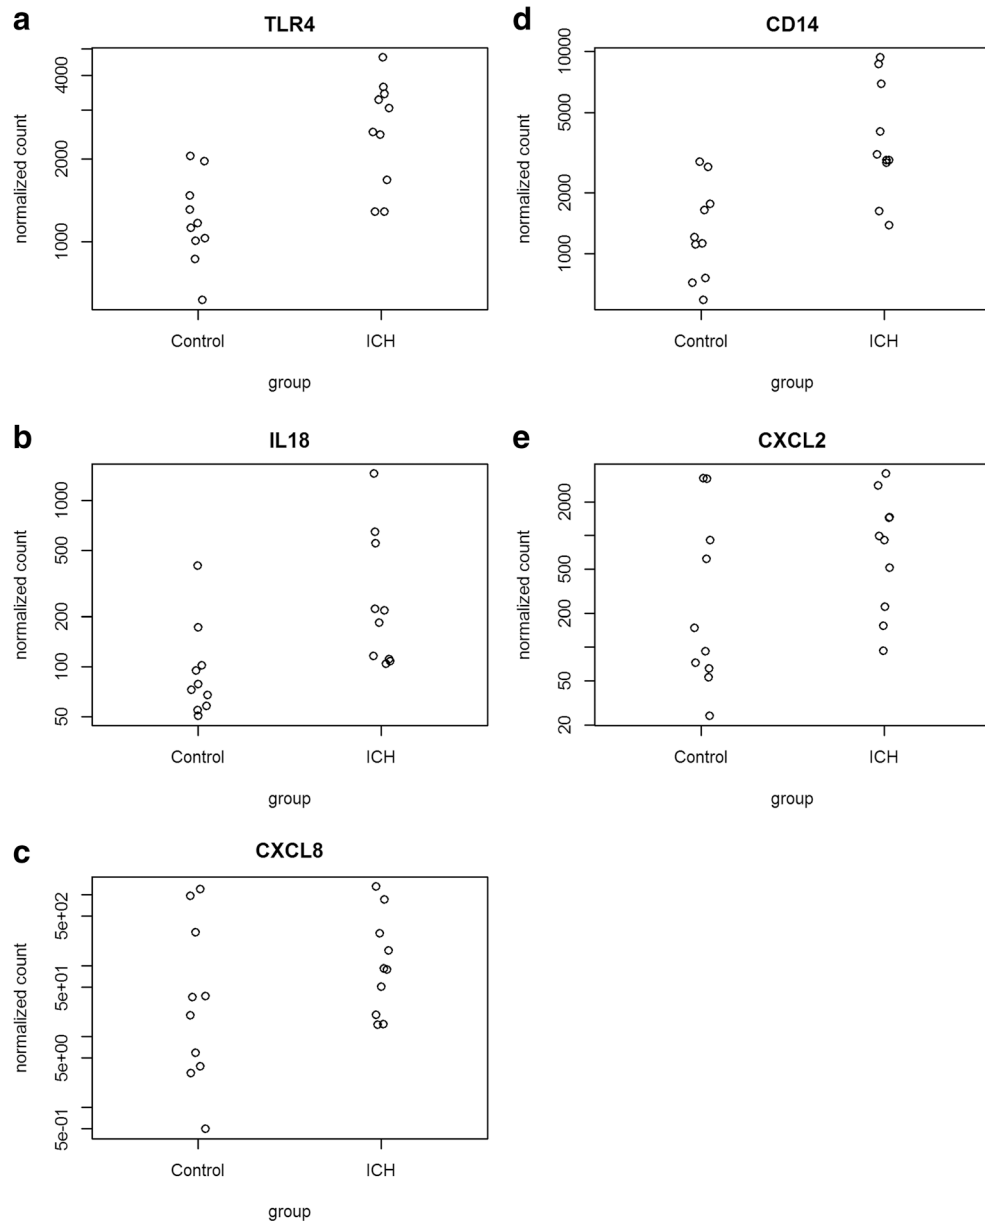 a
TLR4
normalized count
4000
2000
1000
Control ICH
group
b
IL18
normalized count
1000
500
200
100
50
Control ICH
group
c
CXCL8
normalized count
5e+02
5e+01
5e+00
5e-01
Control ICH
group
d
CD14
normalized count
10000
5000
2000
1000
Control ICH
group
e
CXCL2
normalized count
2000
500
200
50
20
Control ICH
group